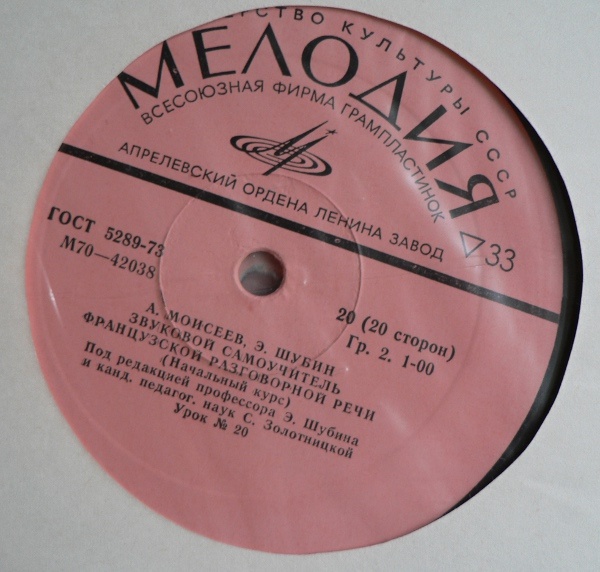 КУЛЬТУРЫ СССР
МЕЛОДИЯ
ВСЕСОЮЗНАЯ ФИРМА ГРАМПЛАСТИНОК
АПРЕЛЕВСКИЙ ОРДЕНА ЛЕНИНА ЗАВОД
33
ГОСТ 5289-73
М70—42038
20 (20 сторон)
Гр. 2. 1-00
А. МОИСЕЕВ, Э. ШУБИН
ЗВУКОВОЙ САМОУЧИТЕЛЬ
ФРАНЦУЗСКОЙ РАЗГОВОРНОЙ РЕЧИ
(Начальный курс)
Под редакцией профессора Э. Шубина
и канд. педагог. наук С. Золотницкой
Урок № 20